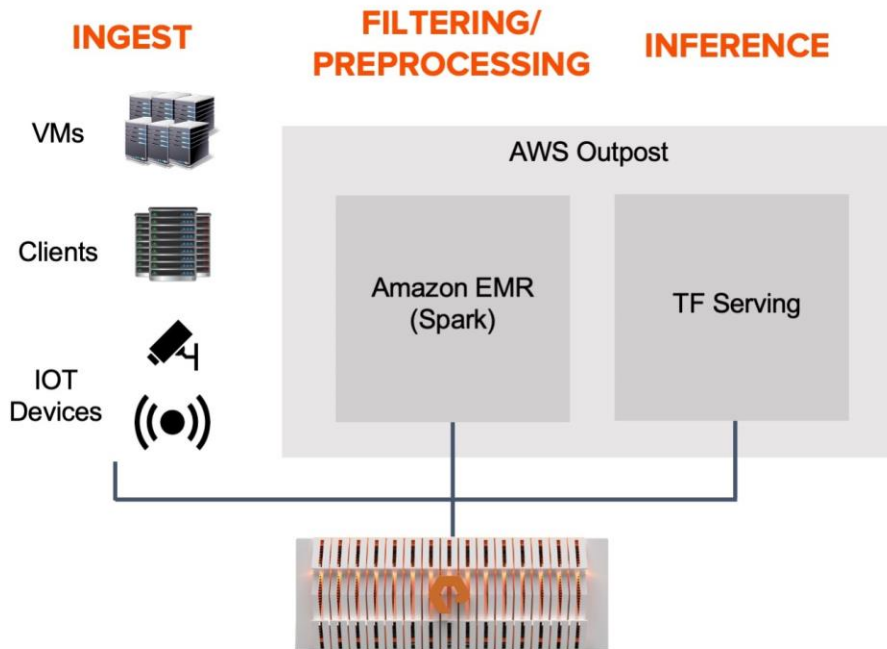 INGEST
FILTERING/
PREPROCESSING
INFERENCE
VMs
Clients
IOT
Devices
AWS Outpost
Amazon EMR
(Spark)
TF Serving